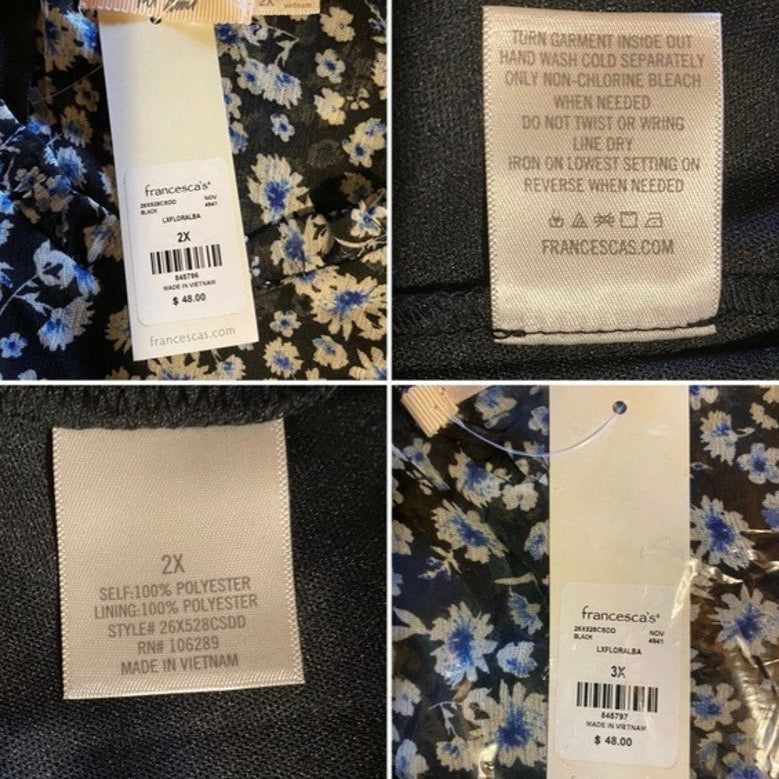 2X
vietnam
francesca's®
26X528CSDD NOV
BLACK 4941
LXFLORALBA
2X
845796
MADE IN VIETNAM
$ 48.00
francescas.com
TURN GARMENT INSIDE OUT
HAND WASH COLD SEPARATELY
ONLY NON-CHLORINE BLEACH
WHEN NEEDED
DO NOT TWIST OR WRING
LINE DRY
IRON ON LOWEST SETTING ON
REVERSE WHEN NEEDED
FRANCESCAS.COM
2X
SELF:100% POLYESTER
LINING:100% POLYESTER
STYLE# 26X528CSDD
RN# 106289
MADE IN VIETNAM
francesca's®
26X528CSDD NOV
BLACK 4941
LXFLORALBA
3X
845797
MADE IN VIETNAM
$ 48.00